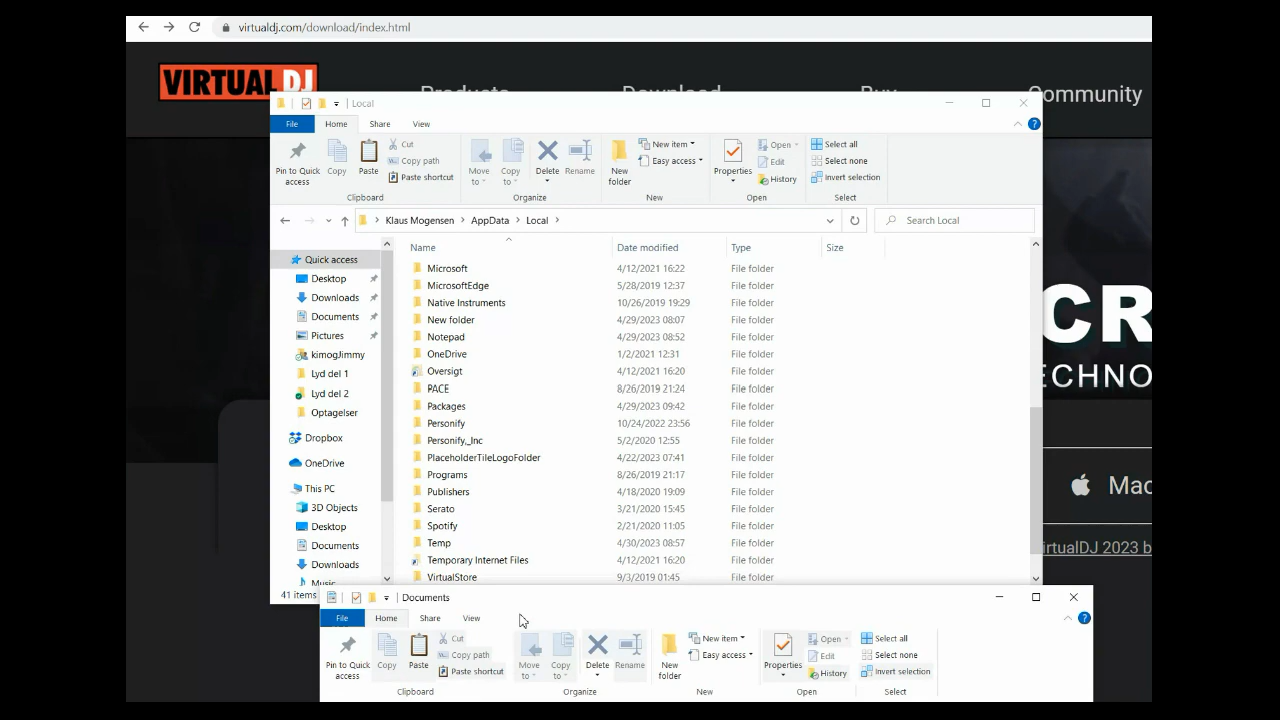 virtualdj.com/download/index.html
VIRTUAL DJ
Products Download Buy Community
Local
File Home Share View
Pin to Quick access
Copy
Paste
Cut
Copy path
Paste shortcut
Clipboard
Move to
Copy to
Delete
Rename
Organize
New folder
New item
Easy access
New
Properties
Open
Edit
History
Open
Select all
Select none
Invert selection
Select
Klaus Mogensen > AppData > Local >
Search Local
Quick access
Desktop
Downloads
Documents
Pictures
kimogJimmy
Lyd del 1
Lyd del 2
Optagelser
Dropbox
OneDrive
This PC
3D Objects
Desktop
Documents
Downloads
Music
41 items
Name Date modified Type Size
Microsoft 4/12/2021 16:22 File folder
MicrosoftEdge 5/28/2019 12:37 File folder
Native Instruments 10/26/2019 19:29 File folder
New folder 4/29/2023 08:07 File folder
Notepad 4/29/2023 08:52 File folder
OneDrive 1/2/2021 12:31 File folder
Oversigt 4/12/2021 16:20 File folder
PACE 8/26/2019 21:24 File folder
Packages 4/29/2023 09:42 File folder
Personify 10/24/2022 23:56 File folder
Personify,_Inc 5/2/2020 12:55 File folder
PlaceholderTileLogoFolder 4/22/2023 07:41 File folder
Programs 8/26/2019 21:17 File folder
Publishers 4/18/2020 19:09 File folder
Serato 3/21/2020 15:45 File folder
Spotify 2/21/2020 11:05 File folder
Temp 4/30/2023 08:57 File folder
Temporary Internet Files 4/12/2021 16:20 File folder
VirtualStore 9/3/2019 01:45 File folder
CR
ECHNO
Mac
irtualDJ 2023 b
Documents
File Home Share View
Pin to Quick access
Copy
Paste
Cut
Copy path
Paste shortcut
Clipboard
Move to
Copy to
Delete
Rename
Organize
New folder
New item
Easy access
New
Properties
Open
Edit
History
Open
Select all
Select none
Invert selection
Select